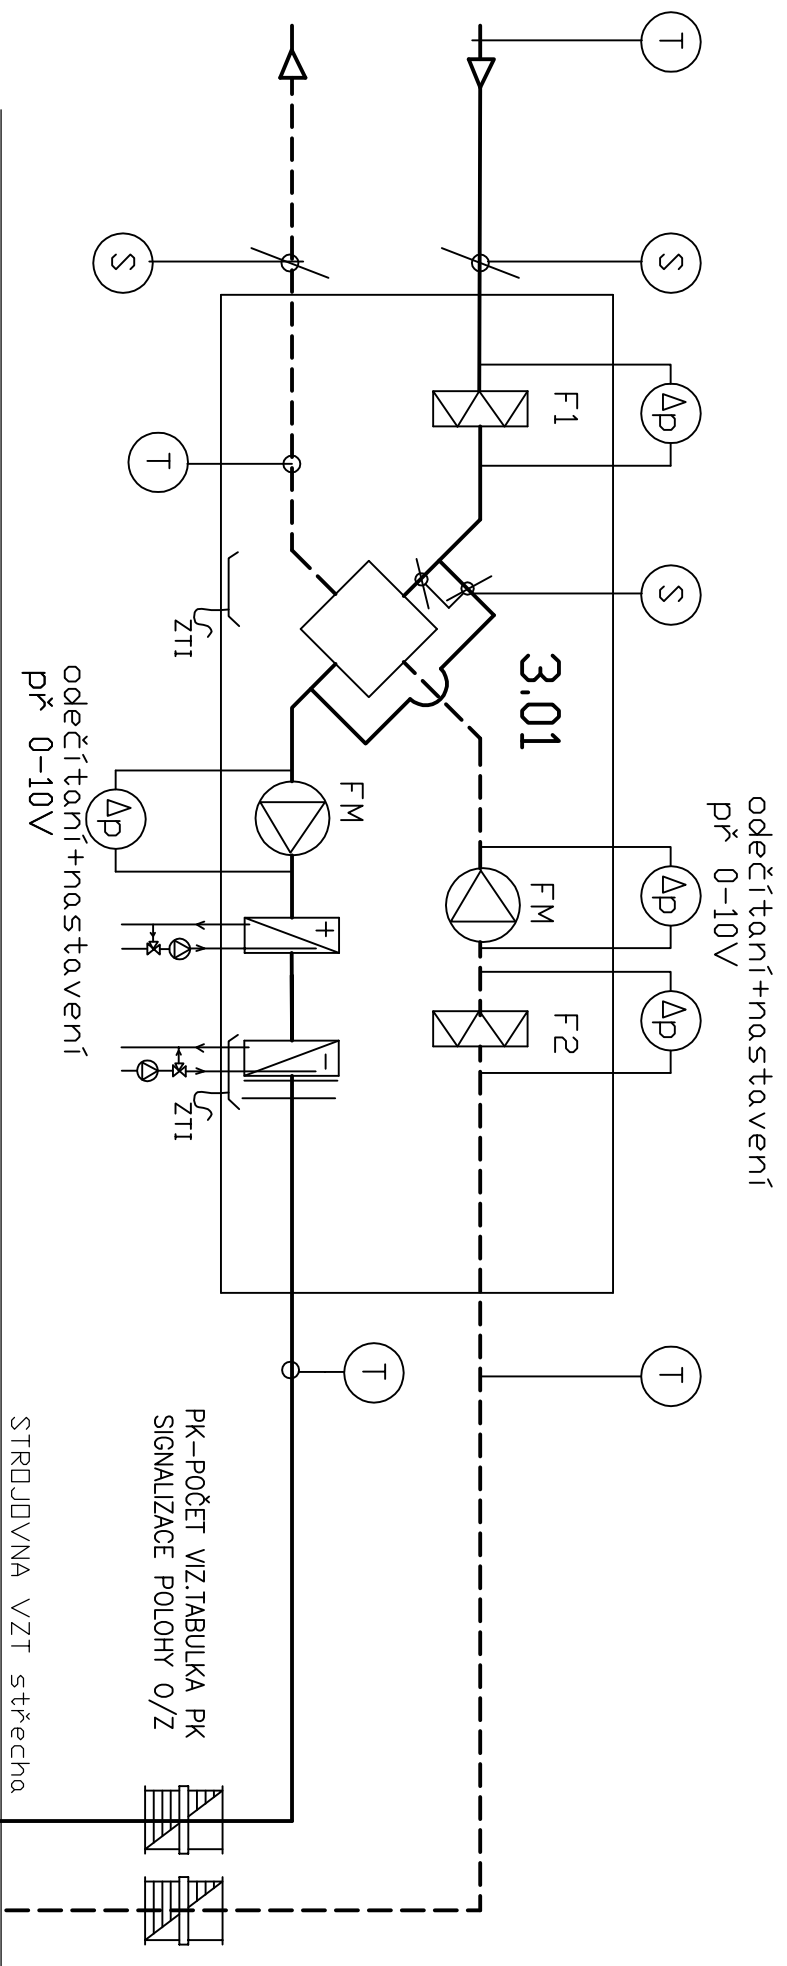 T
S
S
F1
Δp
T
S
ZTI
3.01
odečítaní+nastavení
př 0-10V
FM
Δp
odečítaní+nastavení
př 0-10V
FM
Δp
+
F2
Δp
-
ZTI
T
T
PK-POČET VIZ.TABULKA PK
SIGNALIZACE POLOHY O/Z
STROJOVNA VZT střecha